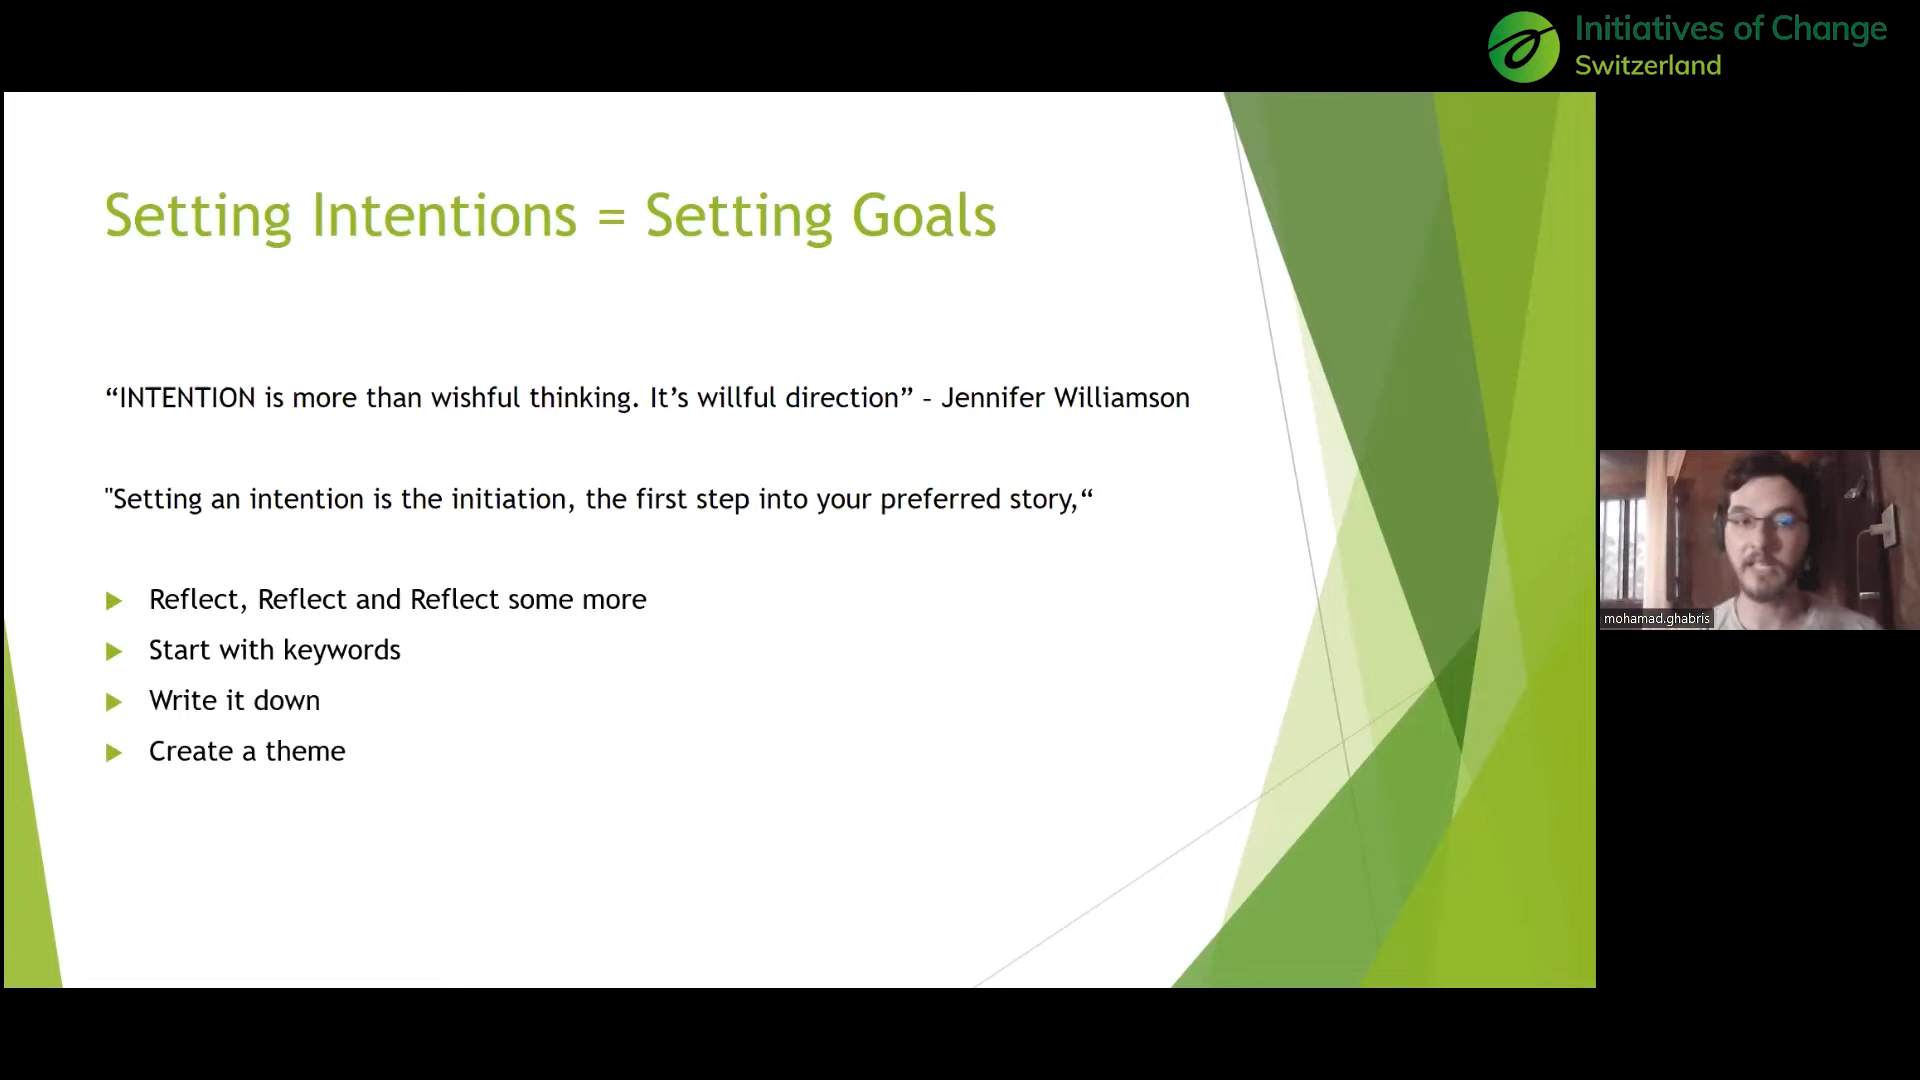 Initiatives of Change
Switzerland
Setting Intentions = Setting Goals
“INTENTION is more than wishful thinking. It’s willful direction” – Jennifer Williamson
"Setting an intention is the initiation, the first step into your preferred story,“
Reflect, Reflect and Reflect some more
Start with keywords
Write it down
Create a theme
mohamad.ghabris